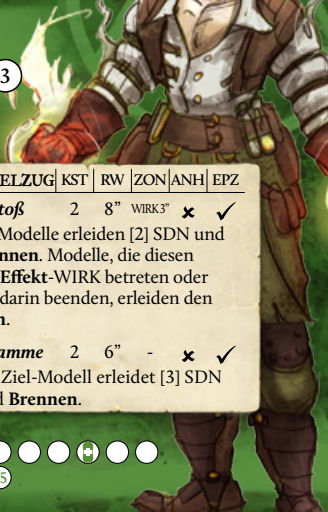 3
ELZUG KST RW ZON ANH EPZ
toß 2 8” WIRK 3” ✘ ✓
Modelle erleiden [2] SDN und
nnen. Modelle, die diesen
Effekt-WIRK betreten oder
darin beenden, erleiden den
n.
amme 2 6” - ✘ ✓
Ziel-Modell erleidet [3] SDN
d Brennen.
5